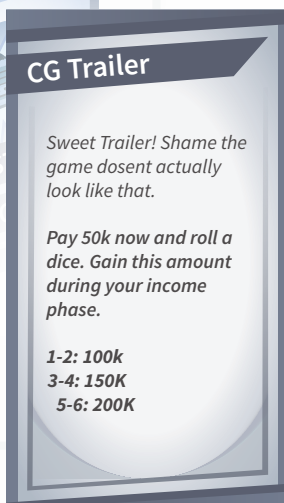 CG Trailer
Sweet Trailer! Shame the
game dosent actually
look like that.
Pay 50k now and roll a
dice. Gain this amount
during your income
phase.
1-2: 100k
3-4: 150K
5-6: 200K